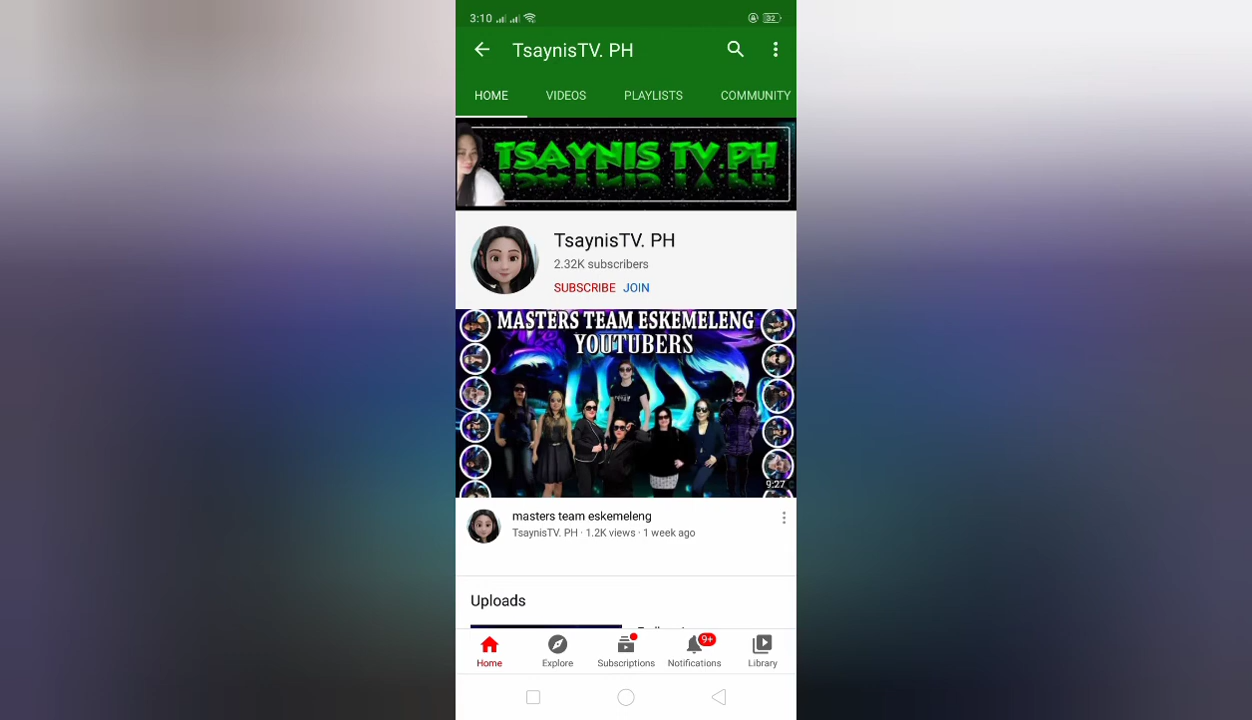 3:10
32
TsaynisTV. PH
HOME VIDEOS PLAYLISTS COMMUNITY
TSAYNIS TV.PH
TsaynisTV. PH
2.32K subscribers
SUBSCRIBE JOIN
MASTERS TEAM ESKEMELENG
YOUTUBERS
9:27
masters team eskemeleng
TsaynisTV. PH · 1.2K views · 1 week ago
Uploads
9+
Home Explore Subscriptions Notifications Library